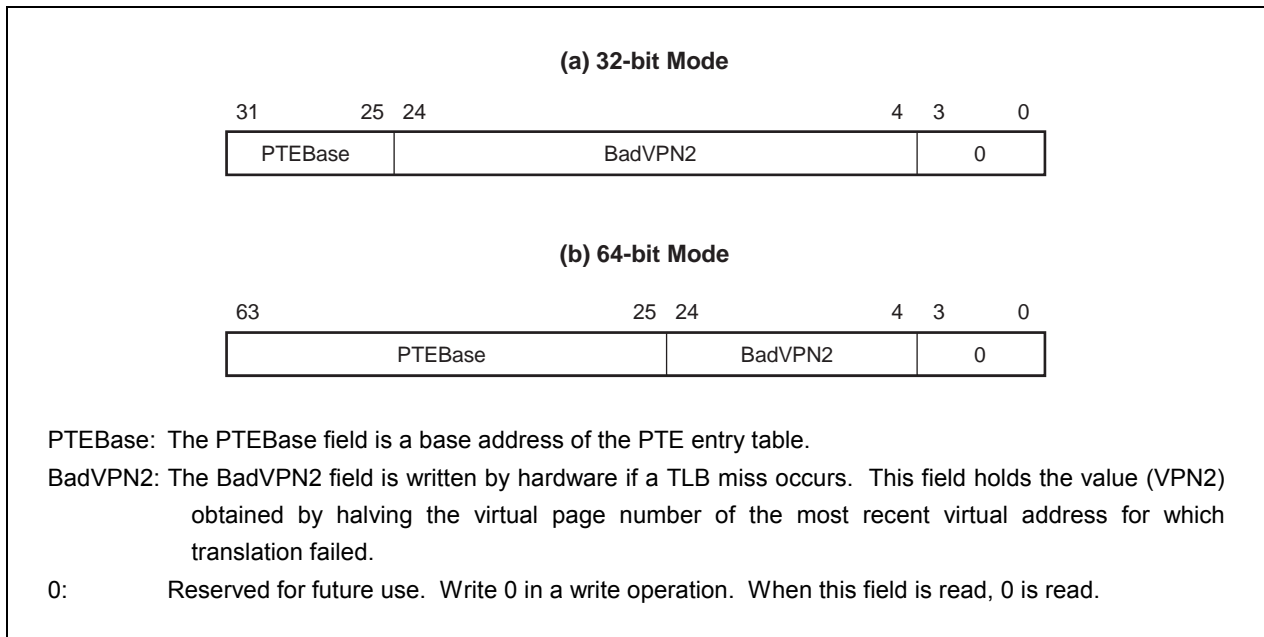 (a) 32-bit Mode
31 25 24 4 3 0
PTEBase BadVPN2 0
(b) 64-bit Mode
63 25 24 4 3 0
PTEBase BadVPN2 0
PTEBase: The PTEBase field is a base address of the PTE entry table.
BadVPN2: The BadVPN2 field is written by hardware if a TLB miss occurs. This field holds the value (VPN2)
obtained by halving the virtual page number of the most recent virtual address for which
translation failed.
0: Reserved for future use. Write 0 in a write operation. When this field is read, 0 is read.